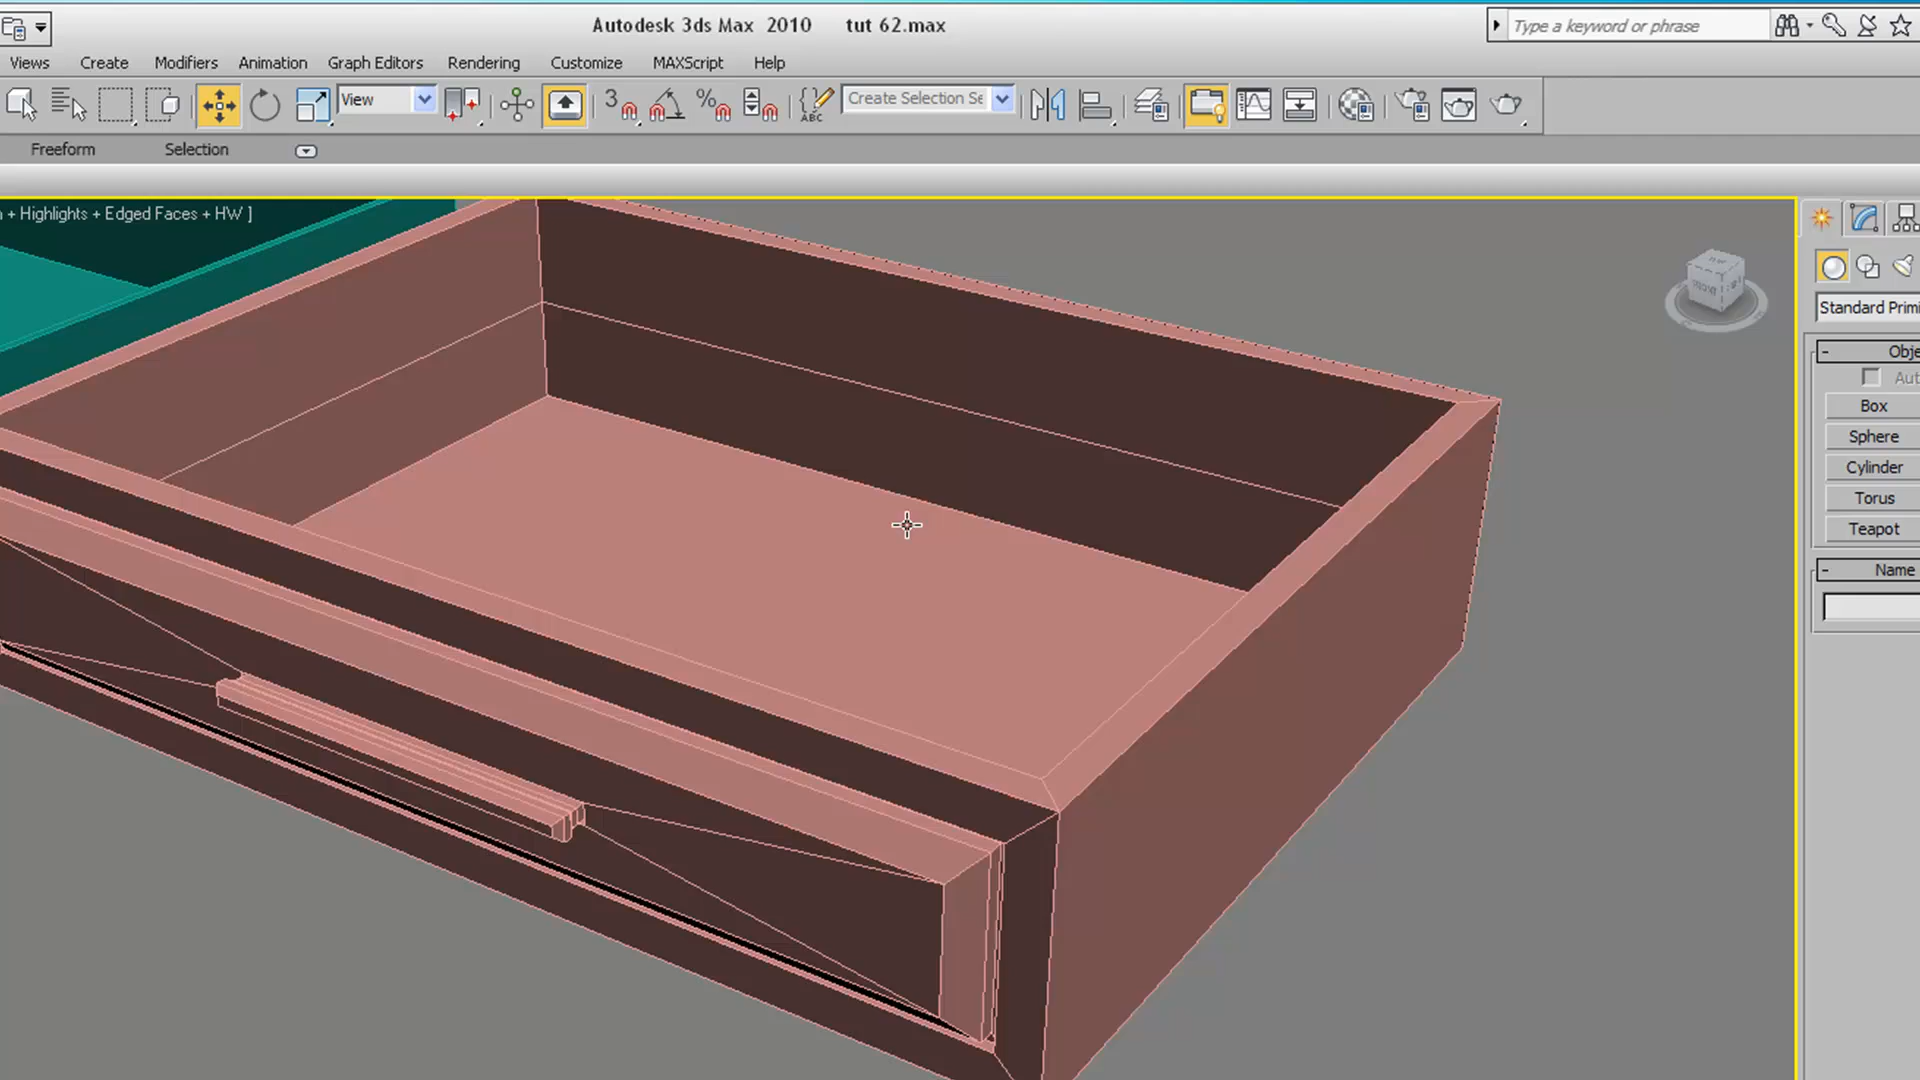 Autodesk 3ds Max 2010 tut 62.max
Type a keyword or phrase
Views Create Modifiers Animation Graph Editors Rendering Customize MAXScript Help
View
3
%
ABC
Create Selection Se
Freeform Selection
+ Highlights + Edged Faces + HW ]
Standard Primi
- Obje
Aut
Box
Sphere
Cylinder
Torus
Teapot
- Name